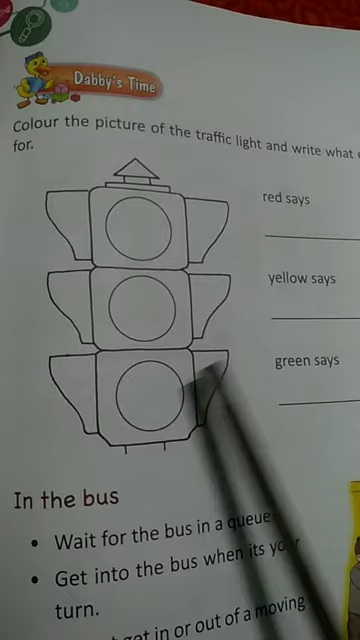 Dabby's Time
Colour the picture of the traffic light and write what
for.
red says
yellow says
green says
In the bus
• Wait for the bus in a queue
• Get into the bus when its
turn.
in or out of a moving